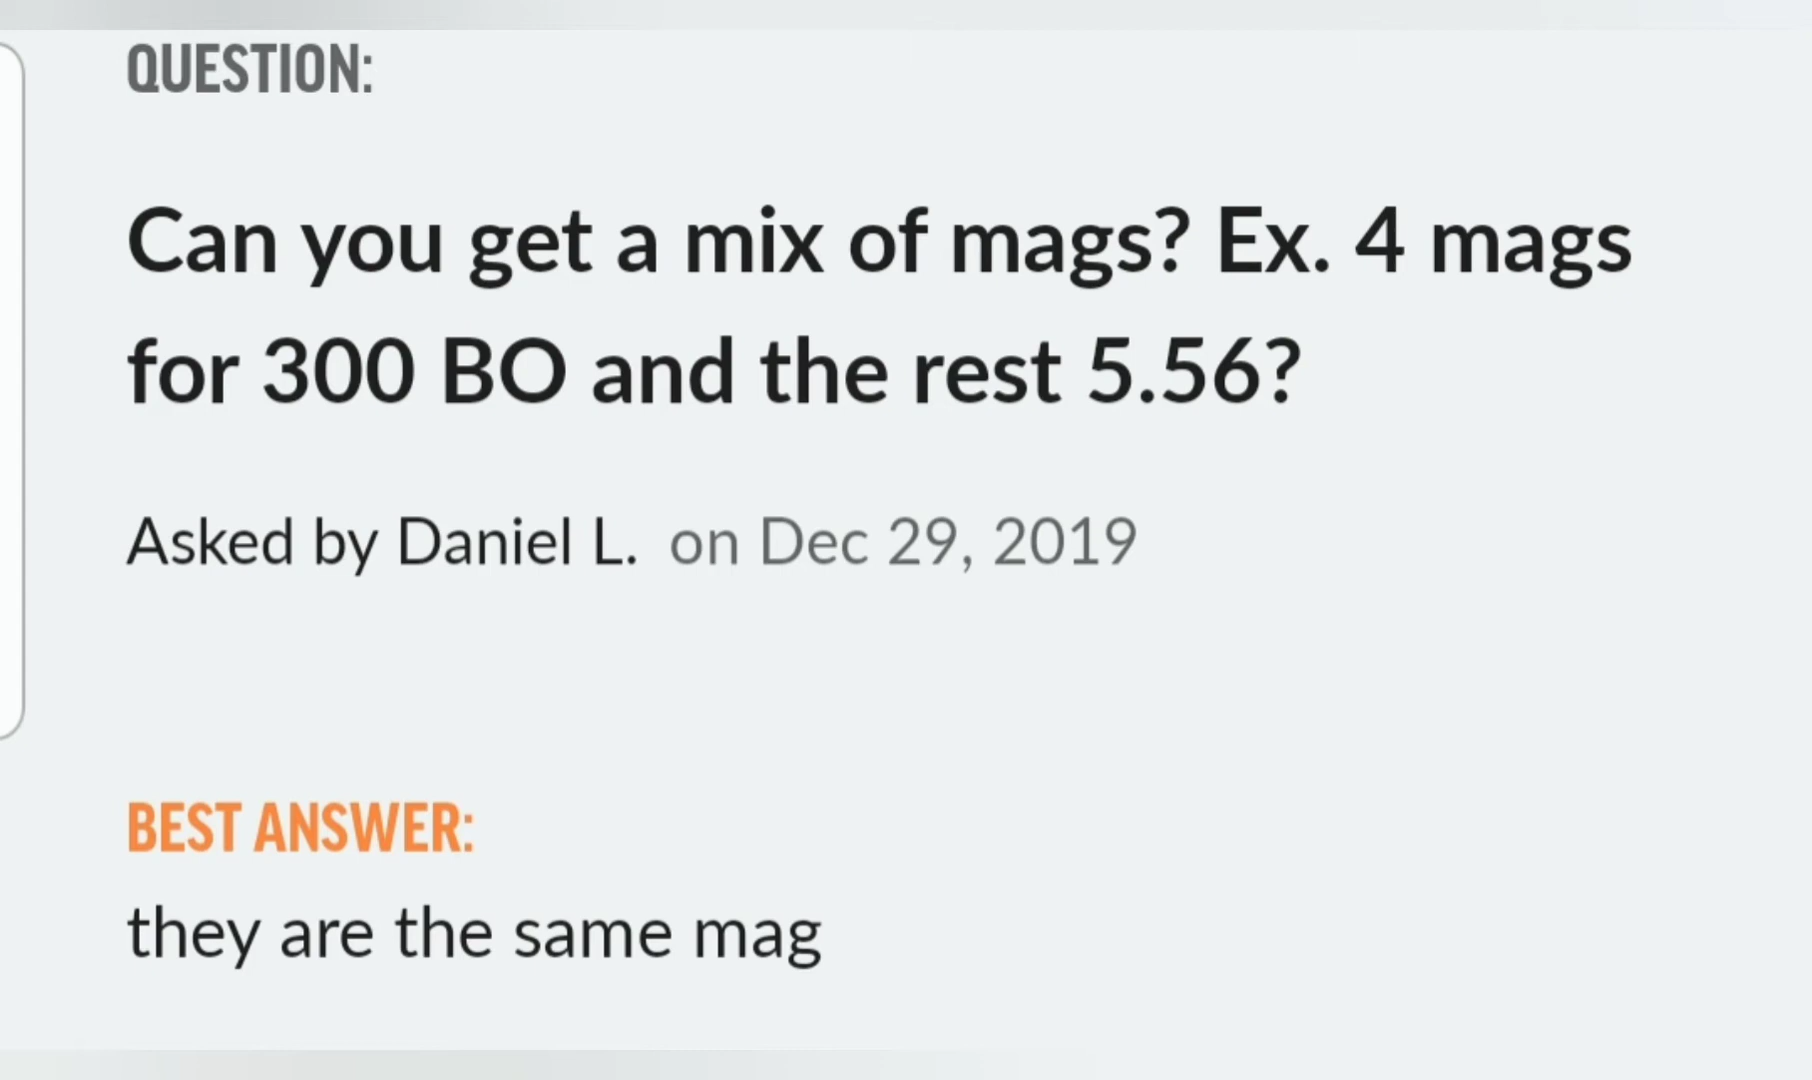 QUESTION:
Can you get a mix of mags? Ex. 4 mags
for 300 BO and the rest 5.56?
Asked by Daniel L. on Dec 29, 2019
BEST ANSWER:
they are the same mag